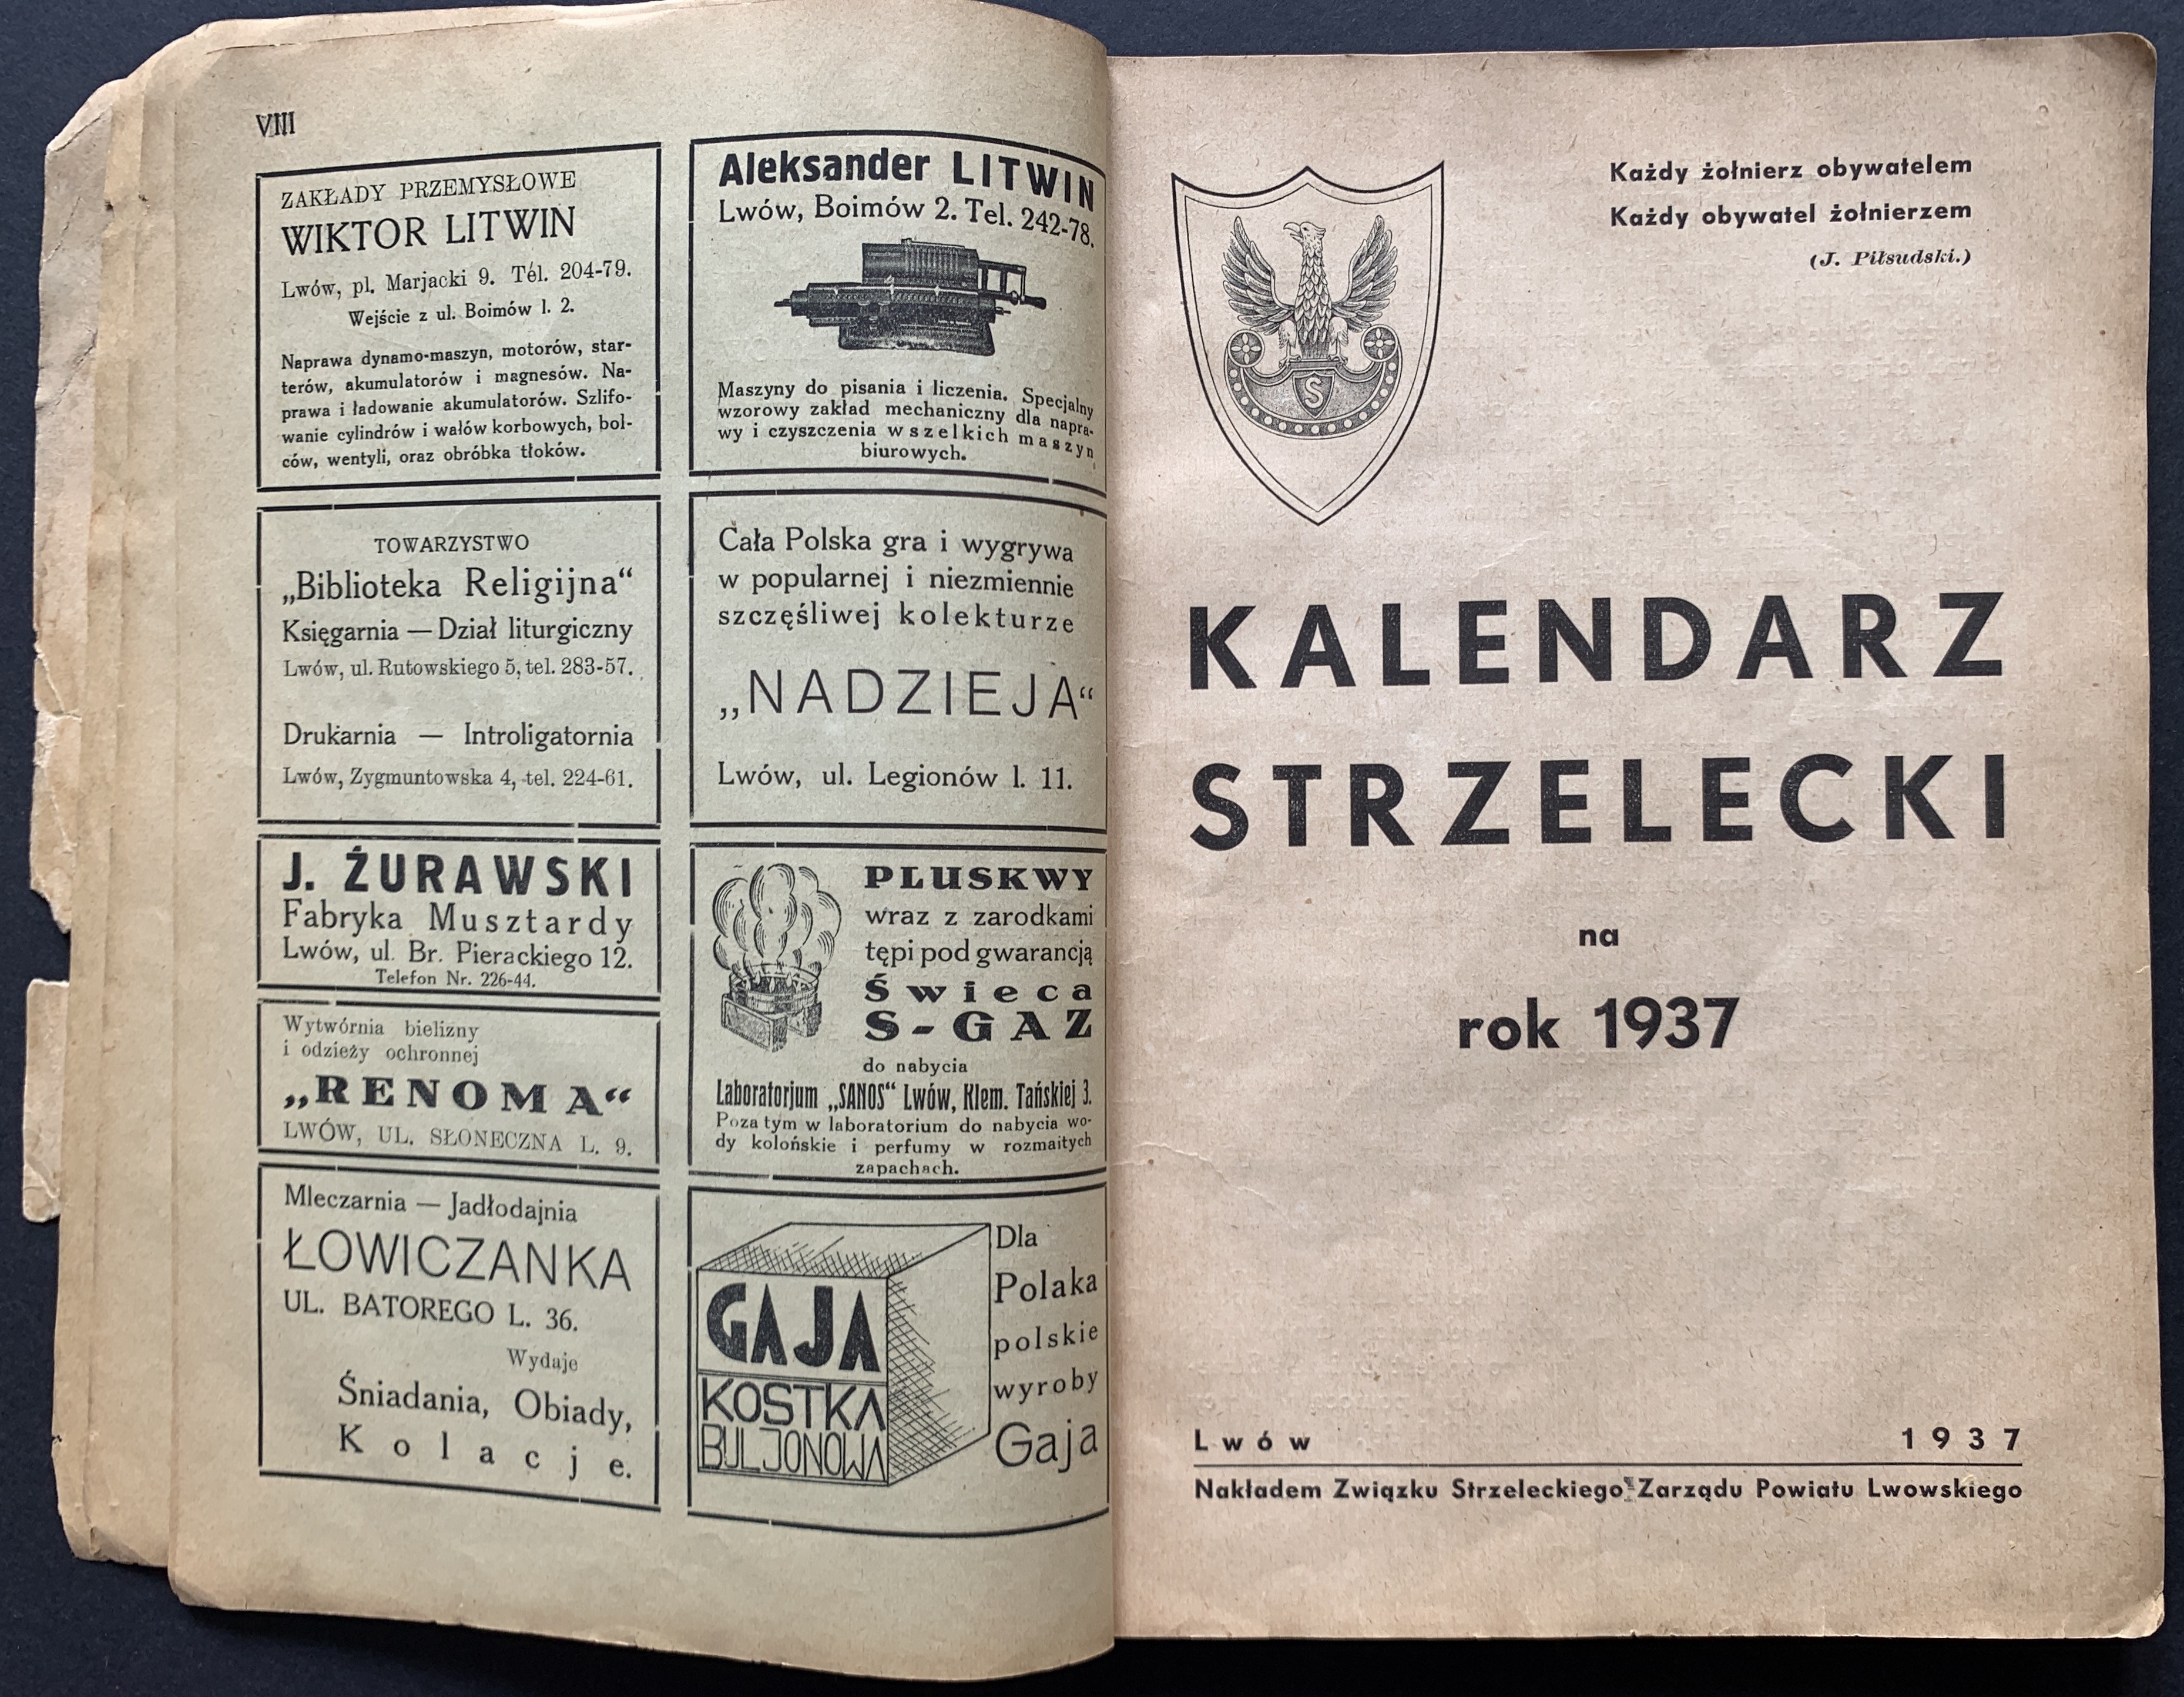 VIII
ZAKŁADY PRZEMYSŁOWE
WIKTOR LITWIN
Lwów, pl. Marjacki 9. Tél. 204-79.
Wejście z ul. Boimów l. 2.
Naprawa dynamo-maszyn, motorów, star-
terów, akumulatorów i magnesów. Na-
prawa i ładowanie akumulatorów. Szlifo-
wanie cylindrów i wałów korbowych, bol-
ców, wentyli, oraz obróbka tłoków.
TOWARZYSTWO
„Biblioteka Religijna“
Księgarnia — Dział liturgiczny
Lwów, ul. Rutowskiego 5, tel. 283-57.
Drukarnia — Introligatornia
Lwów, Zygmuntowska 4, tel. 224-61.
J. ŻURAWSKI
Fabryka Musztardy
Lwów, ul. Br. Pierackiego 12.
Telefon Nr. 226-44.
Wytwórnia bielizny
i odzieży ochronnej
„RENOMA“
LWÓW, UL. SŁONECZNA L. 9.
Mleczarnia — Jadłodajnia
ŁOWICZANKA
UL. BATOREGO L. 36.
Wydaje
Śniadania, Obiady,
Kolacje.
Aleksander LITWIN
Lwów, Boimów 2. Tel. 242-78.
Maszyny do pisania i liczenia. Specjalny
wzorowy zakład mechaniczny dla napra-
wy i czyszczenia wszelkich maszyn
biurowych.
Cała Polska gra i wygrywa
w popularnej i niezmiennie
szczęśliwej kolekturze
„NADZIEJA“
Lwów, ul. Legionów l. 11.
PLUSKWY
wraz z zarodkami
tępi pod gwarancją
Świeca
S-GAZ
do nabycia
Laboratorjum „SANOS“ Lwów, Klem. Tańskiej 3.
Poza tym w laboratorium do nabycia wo-
dy kolońskie i perfumy w rozmaitych
zapachach.
GAJA
KOSTKA
BULJONOWA
Dla
Polaka
polskie
wyroby
Gaja
Każdy żołnierz obywatelem
Każdy obywatel żołnierzem
(J. Piłsudski.)
S
KALENDARZ
STRZELECKI
na
rok 1937
Lwów 1937
Nakładem Związku Strzeleckiego Zarządu Powiatu Lwowskiego